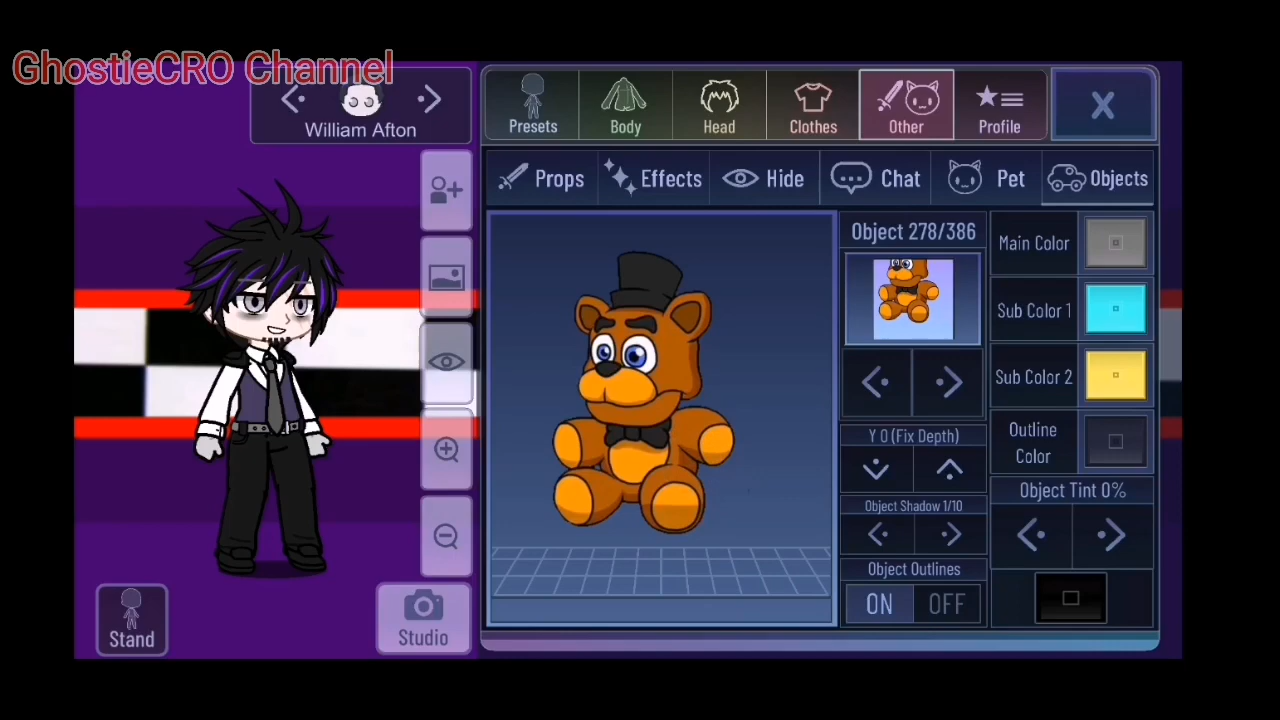 GhostieCRO Channel
William Afton
Presets
Body
Head
Clothes
Other
Profile
X
Props
Effects
Hide
Chat
Pet
Objects
Object 278/386
Main Color
Sub Color 1
Sub Color 2
Y 0 (Fix Depth)
Outline
Color
Object Shadow 1/10
Object Tint 0%
Object Outlines
ON
OFF
Stand
Studio